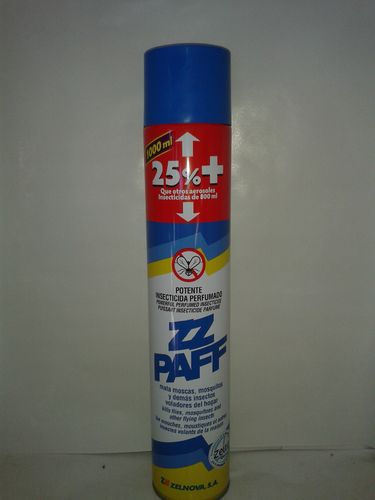 1000 ml
25%+
Que otros aerosoles
Insecticidas de 800 ml
POTENTE
INSECTICIDA PERFUMADO
POWERFUL PERFUMED INSECTICIDE
PUISSANT INSECTICIDE PARFUMÉ
ZZ
PAFF
mata moscas, mosquitos
y demás insectos
voladores del hogar
kills flies, mosquitoes and
other flying insects
tue mouches, moustiques et autres
insectes volants de la maison
ZELNOVA, S.A.